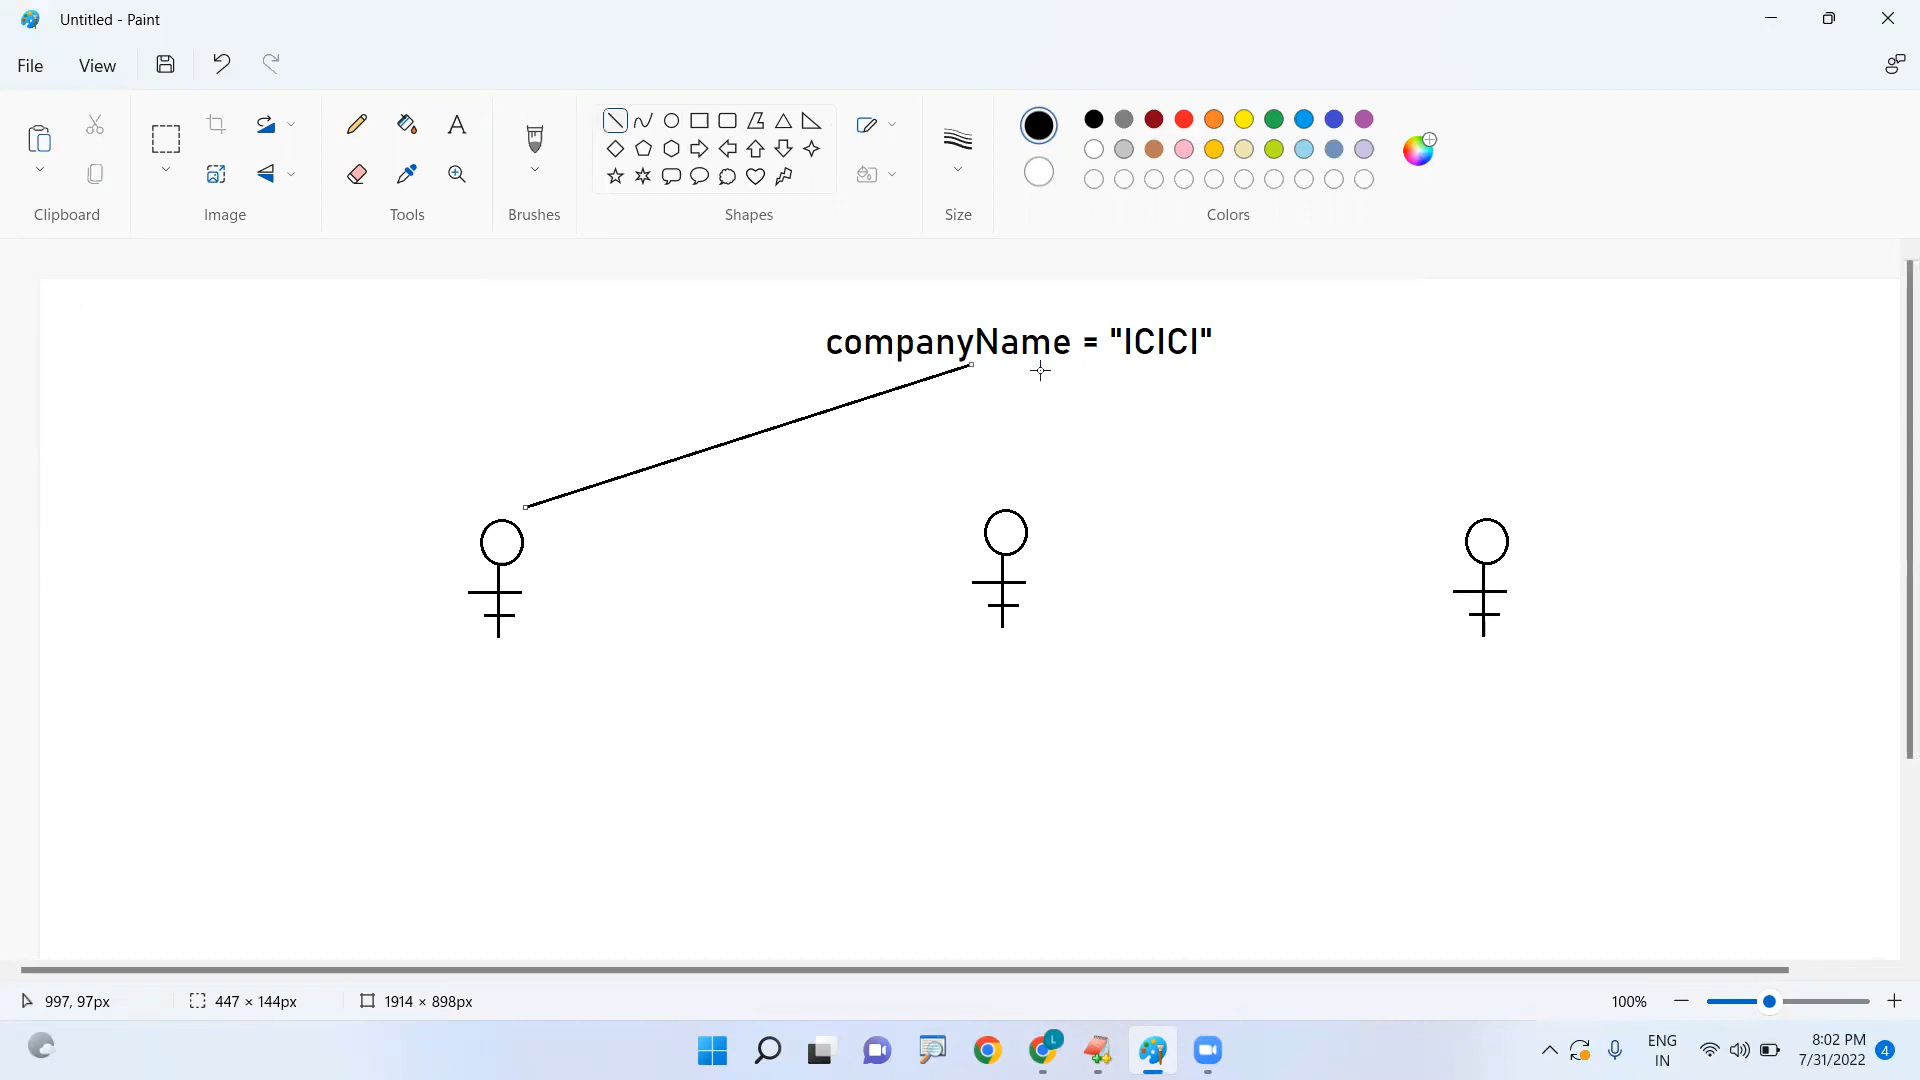 Untitled - Paint
File View
Clipboard Image Tools Brushes Shapes Size Colors
companyName = "ICICI"
997, 97px 447 × 144px 1914 × 898px 100%
L
ENG
IN
8:02 PM
7/31/2022
4